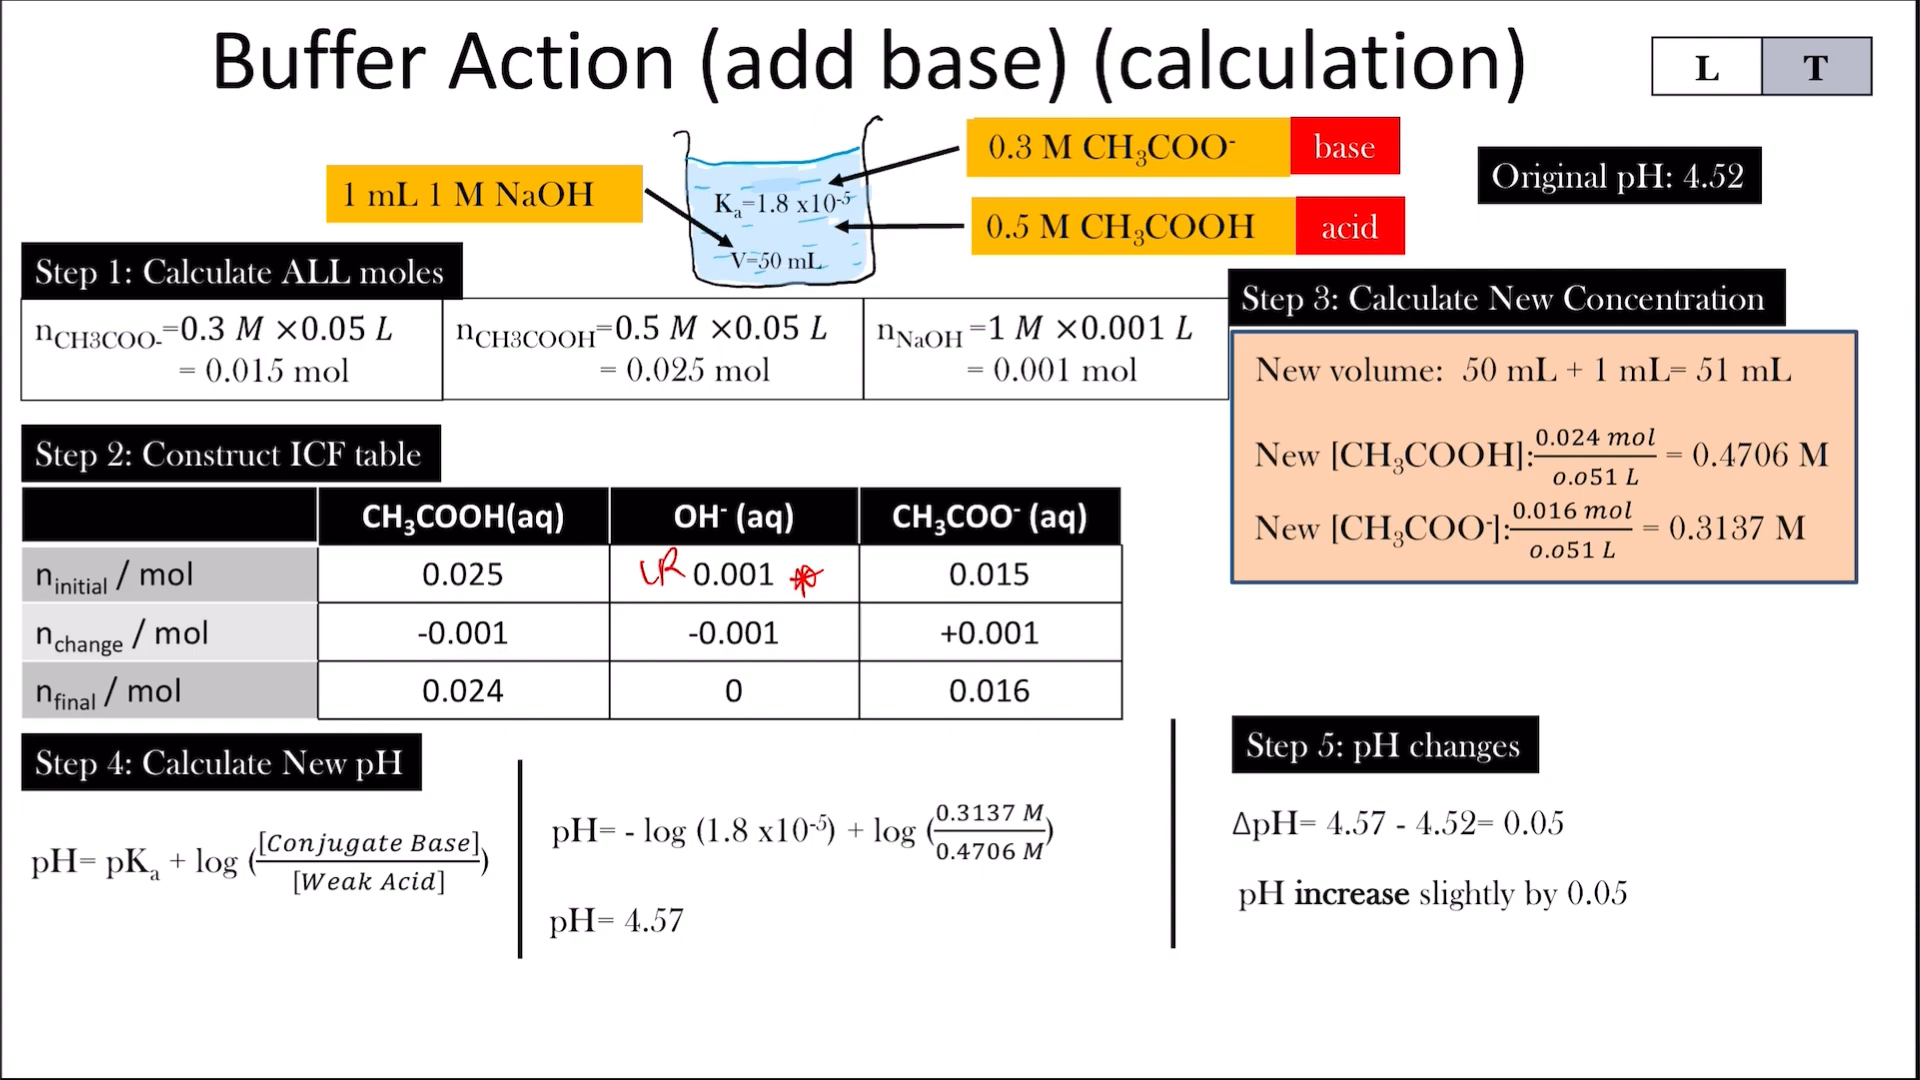 Buffer Action (add base) (calculation)
L T
1 mL 1 M NaOH
Kₐ=1.8 x10⁻⁵
V=50 mL
0.3 M CH₃COO⁻ base
0.5 M CH₃COOH acid
Original pH: 4.52
Step 1: Calculate ALL moles
n_CH3COO-=0.3 M ×0.05 L
= 0.015 mol
n_CH3COOH=0.5 M ×0.05 L
= 0.025 mol
n_NaOH =1 M ×0.001 L
= 0.001 mol
Step 2: Construct ICF table
CH₃COOH(aq) OH⁻ (aq) CH₃COO⁻ (aq)
n_initial / mol 0.025 LR 0.001 * 0.015
n_change / mol -0.001 -0.001 +0.001
n_final / mol 0.024 0 0.016
Step 3: Calculate New Concentration
New volume: 50 mL + 1 mL= 51 mL
New [CH₃COOH]: 0.024 mol / 0.o51 L = 0.4706 M
New [CH₃COO⁻]: 0.016 mol / 0.o51 L = 0.3137 M
Step 4: Calculate New pH
pH= pKₐ + log ([Conjugate Base] / [Weak Acid])
pH= - log (1.8 x10⁻⁵) + log (0.3137 M / 0.4706 M)
pH= 4.57
Step 5: pH changes
ΔpH= 4.57 - 4.52= 0.05
pH increase slightly by 0.05